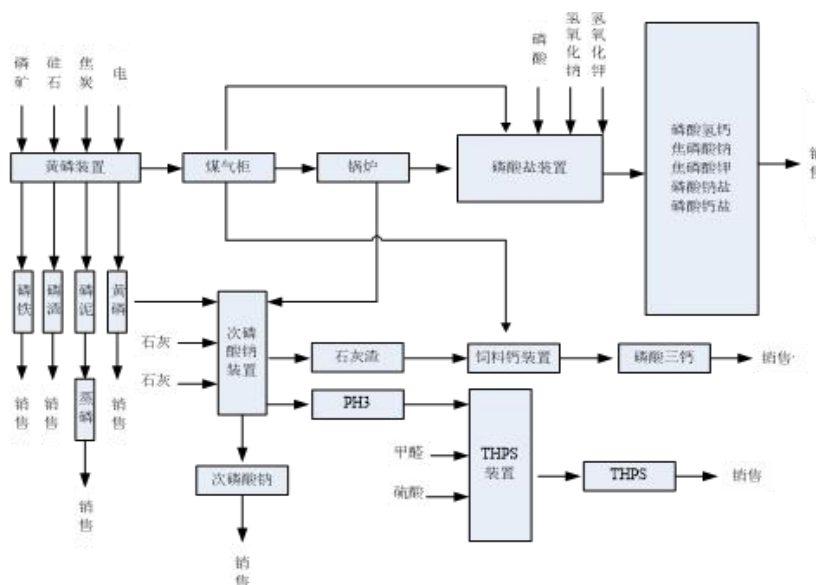 磷矿
硅石
焦炭
电
磷酸
氢氧化钠
氢氧化钾
黄磷装置
煤气柜
锅炉
磷酸盐装置
磷酸氢钙
焦磷酸钠
焦磷酸钾
磷酸钠盐
磷酸钙盐
销售
磷铁
磷渣
磷泥
黄磷
石灰
石灰
次磷
酸钠
装置
石灰渣
饲料钙装置
磷酸三钙
销售
销售
销售
蒸磷
销售
PH3
甲醛
硫酸
THPS
装置
THPS
销售
次磷酸钠
销售
销售